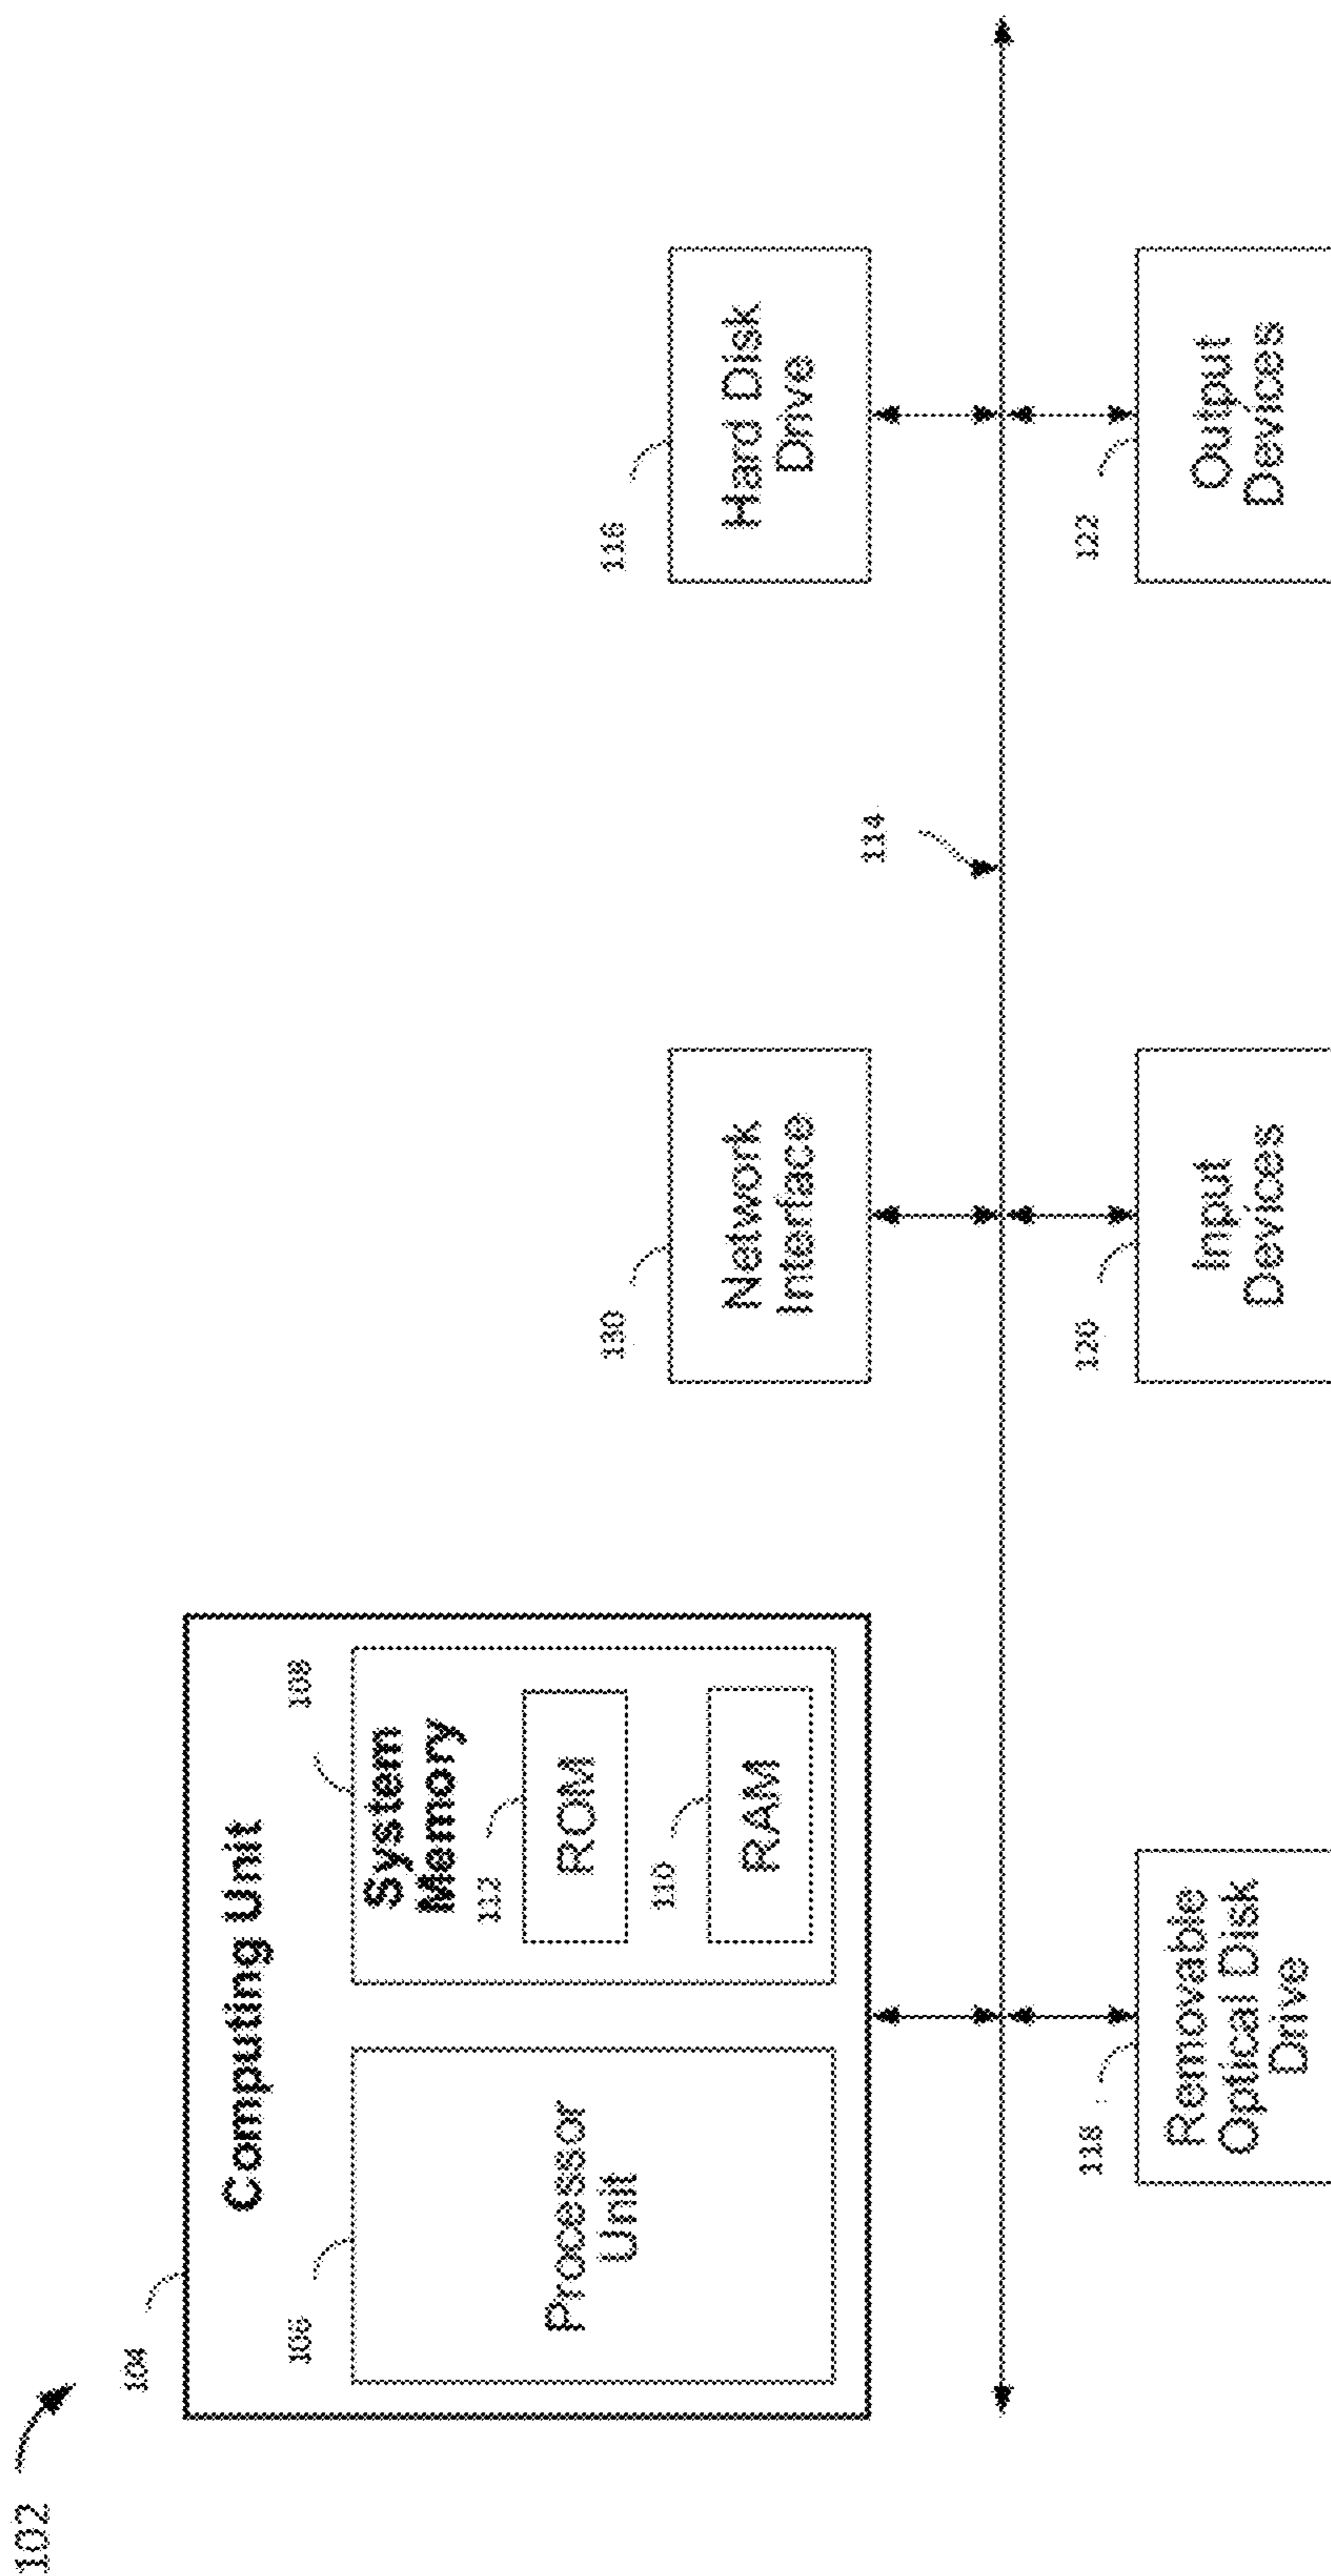 102
104
Computing Unit
106
Processor
Unit
108
System
Memory
112
ROM
110
RAM
130
Network
Interface
116
Hard Disk
Drive
114
118
Removable
Optical Disk
Drive
120
Input
Devices
122
Output
Devices